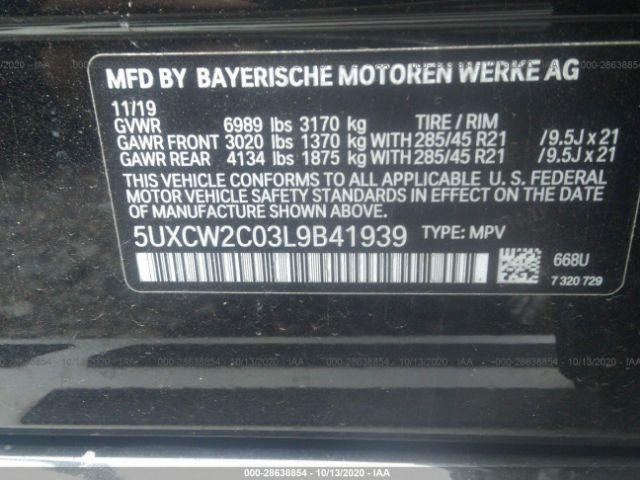 MFD BY BAYERISCHE MOTOREN WERKE AG
11/19
GVWR 6989 lbs 3170 kg TIRE / RIM
GAWR FRONT 3020 lbs 1370 kg WITH 285/45 R21 /9.5J x 21
GAWR REAR 4134 lbs 1875 kg WITH 285/45 R21 /9.5J x 21
THIS VEHICLE CONFORMS TO ALL APPLICABLE U. S. FEDERAL
MOTOR VEHICLE SAFETY STANDARDS IN EFFECT ON THE DATE
OF MANUFACTURE SHOWN ABOVE.
5UXCW2C03L9B41939 TYPE: MPV
668U
7 320 729
000-28638854 - 10/13/2020 - IAA